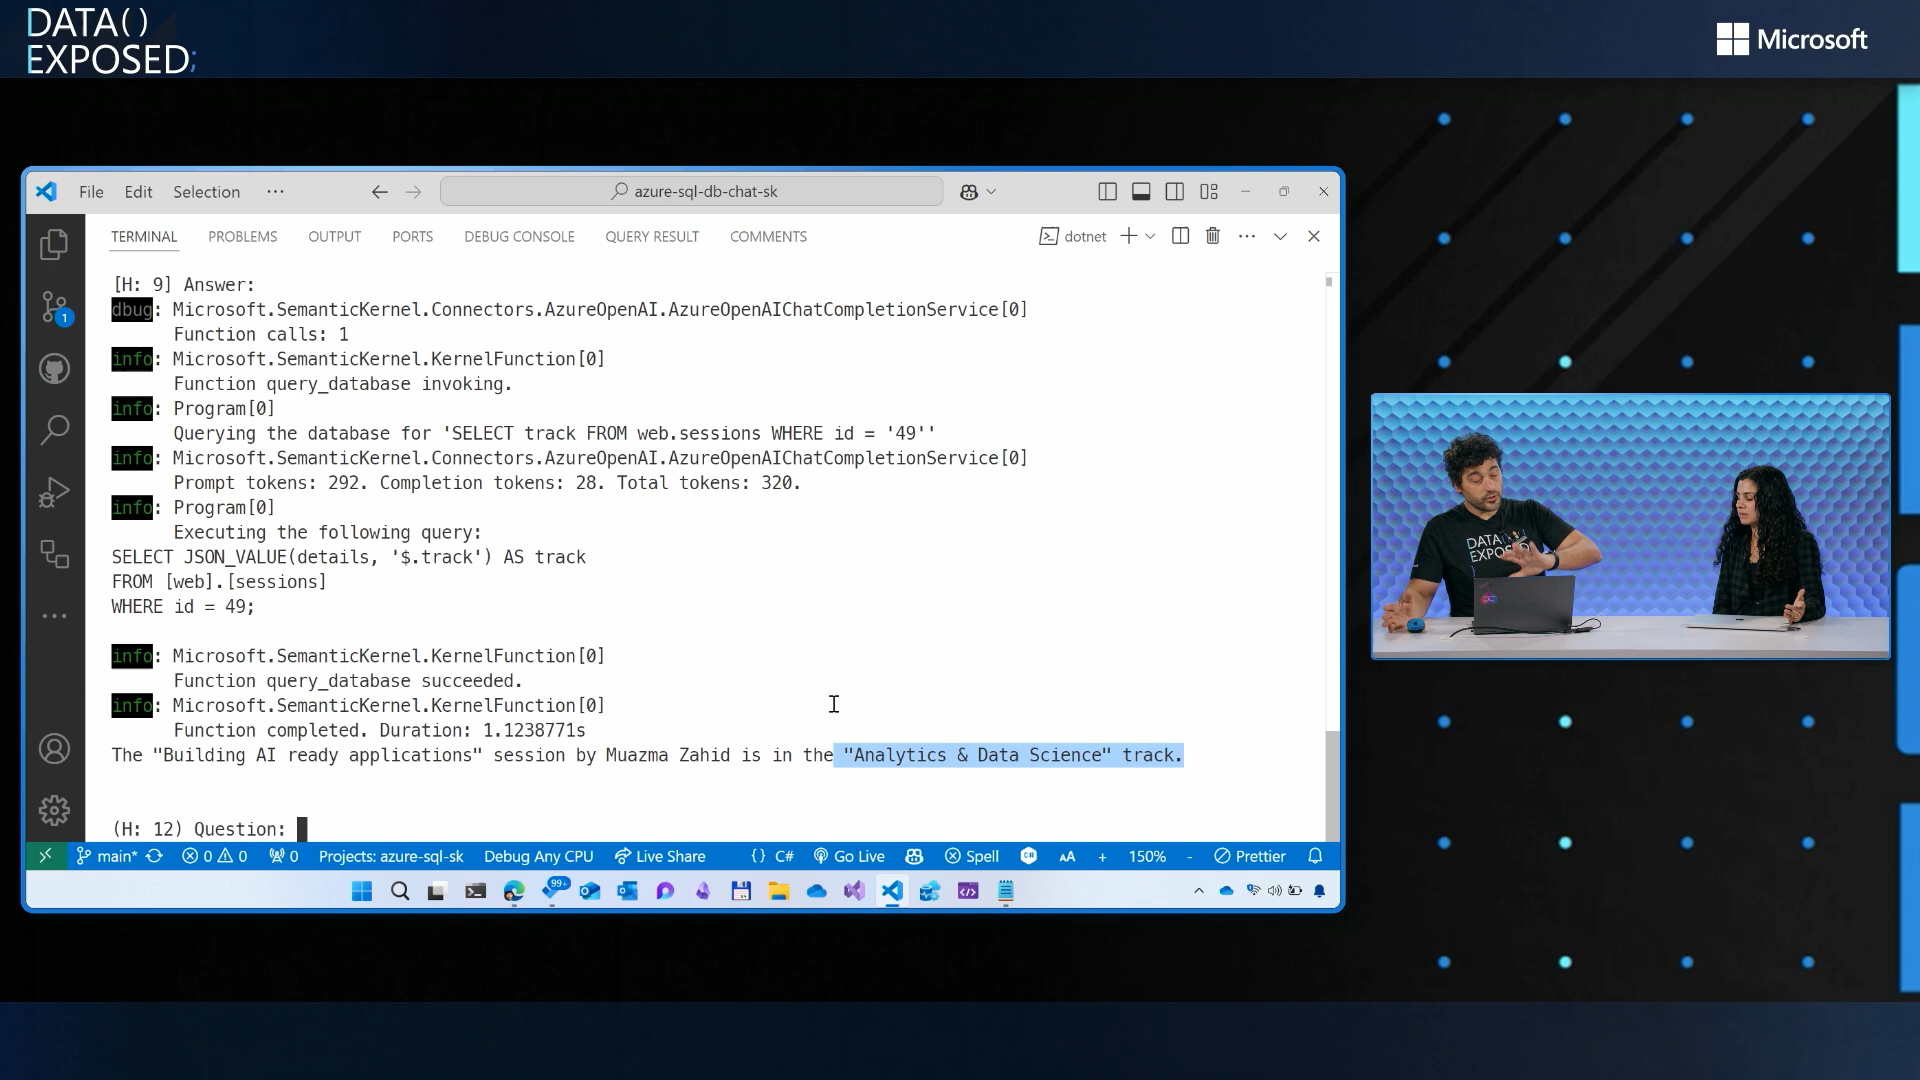 DATA()
EXPOSED;
Microsoft
File Edit Selection ···
azure-sql-db-chat-sk
TERMINAL PROBLEMS OUTPUT PORTS DEBUG CONSOLE QUERY RESULT COMMENTS
dotnet
[H: 9] Answer:
dbug: Microsoft.SemanticKernel.Connectors.AzureOpenAI.AzureOpenAIChatCompletionService[0]
Function calls: 1
info: Microsoft.SemanticKernel.KernelFunction[0]
Function query_database invoking.
info: Program[0]
Querying the database for 'SELECT track FROM web.sessions WHERE id = '49''
info: Microsoft.SemanticKernel.Connectors.AzureOpenAI.AzureOpenAIChatCompletionService[0]
Prompt tokens: 292. Completion tokens: 28. Total tokens: 320.
info: Program[0]
Executing the following query:
SELECT JSON_VALUE(details, '$.track') AS track
FROM [web].[sessions]
WHERE id = 49;
info: Microsoft.SemanticKernel.KernelFunction[0]
Function query_database succeeded.
info: Microsoft.SemanticKernel.KernelFunction[0]
Function completed. Duration: 1.1238771s
The "Building AI ready applications" session by Muazma Zahid is in the "Analytics & Data Science" track.
(H: 12) Question:
1
main* 0 0 0 Projects: azure-sql-sk Debug Any CPU Live Share {} C# Go Live Spell AA + 150% - Prettier
99+
DATA
EXPOSED